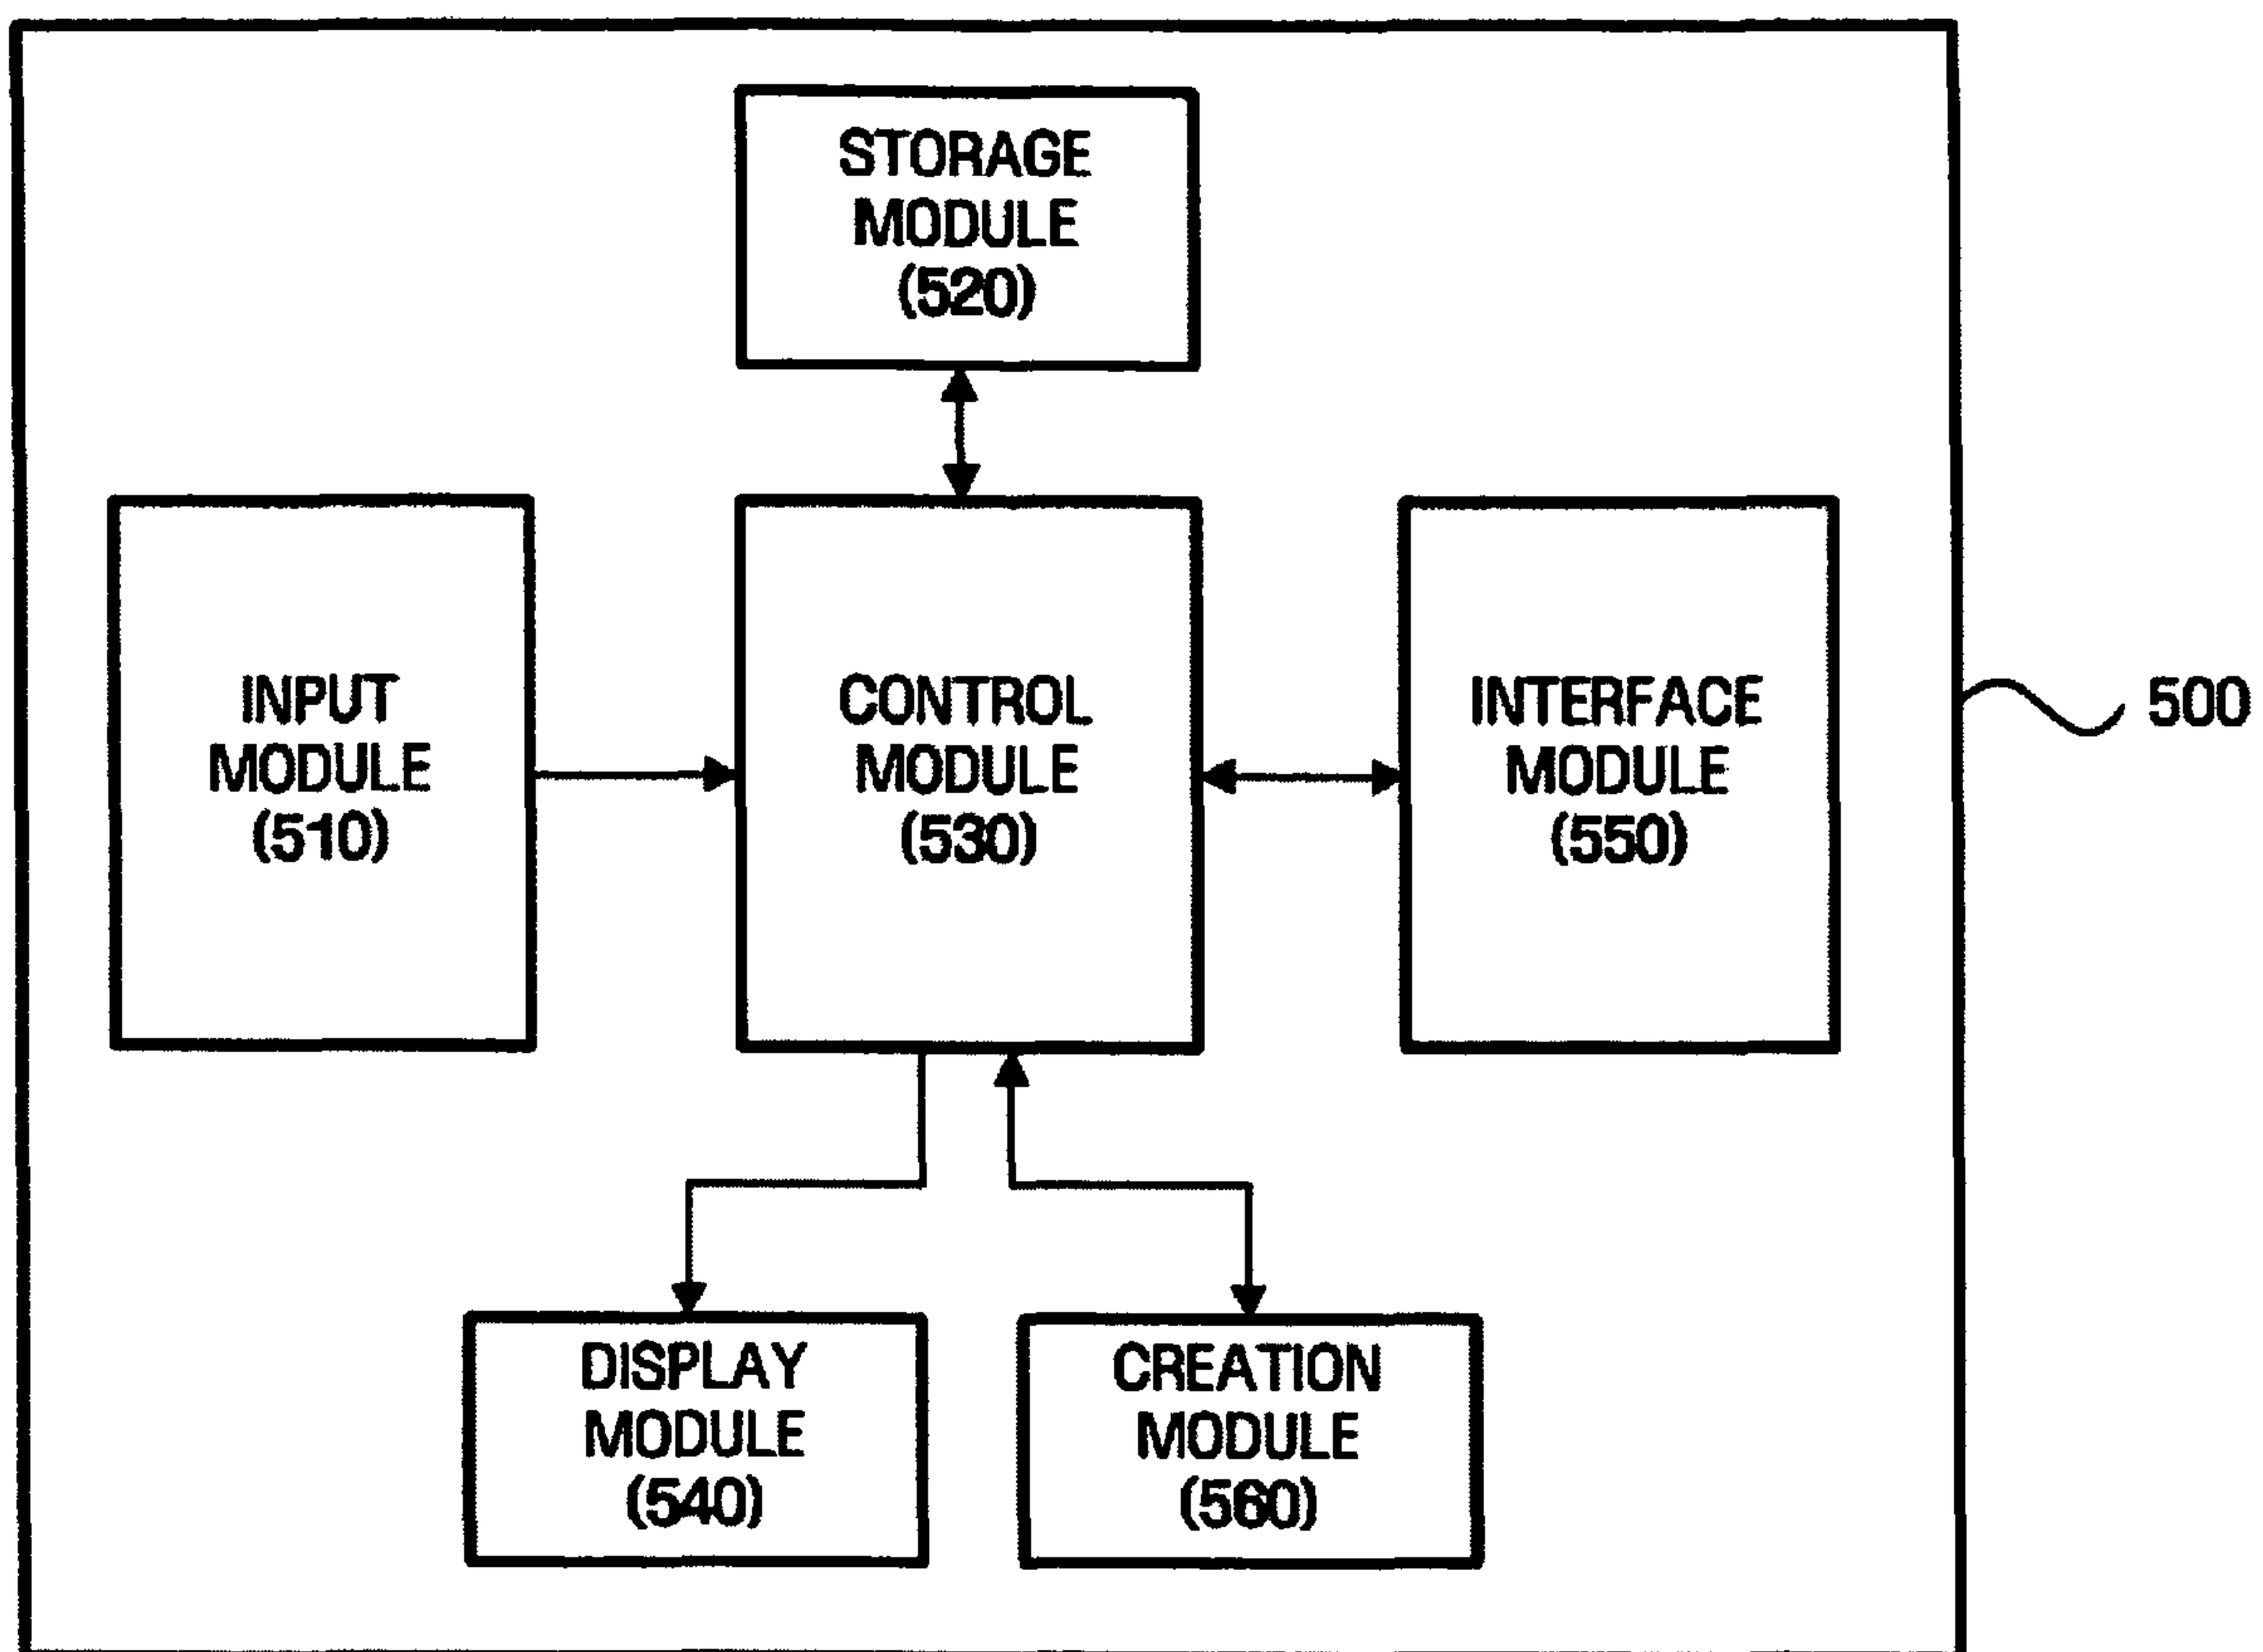 STORAGE
MODULE
(520)
INPUT
MODULE
(510)
CONTROL
MODULE
(530)
INTERFACE
MODULE
(550)
500
DISPLAY
MODULE
(540)
CREATION
MODULE
(560)